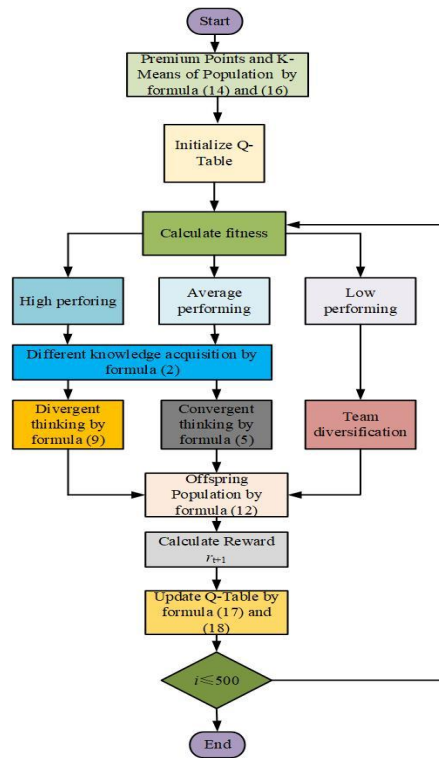 Start
Premium Points and K-
Means of Population by
formula (14) and (16)
Initialize Q-
Table
Calculate fitness
High perforing
Average
performing
Low
performing
Different knowledge acquisition by
formula (2)
Divergent
thinking by
formula (9)
Convergent
thinking by
formula (5)
Team
diversification
Offspring
Population by
formula (12)
Calculate Reward
rt+1
Update Q-Table by
formula (17) and
(18)
i≤500
End